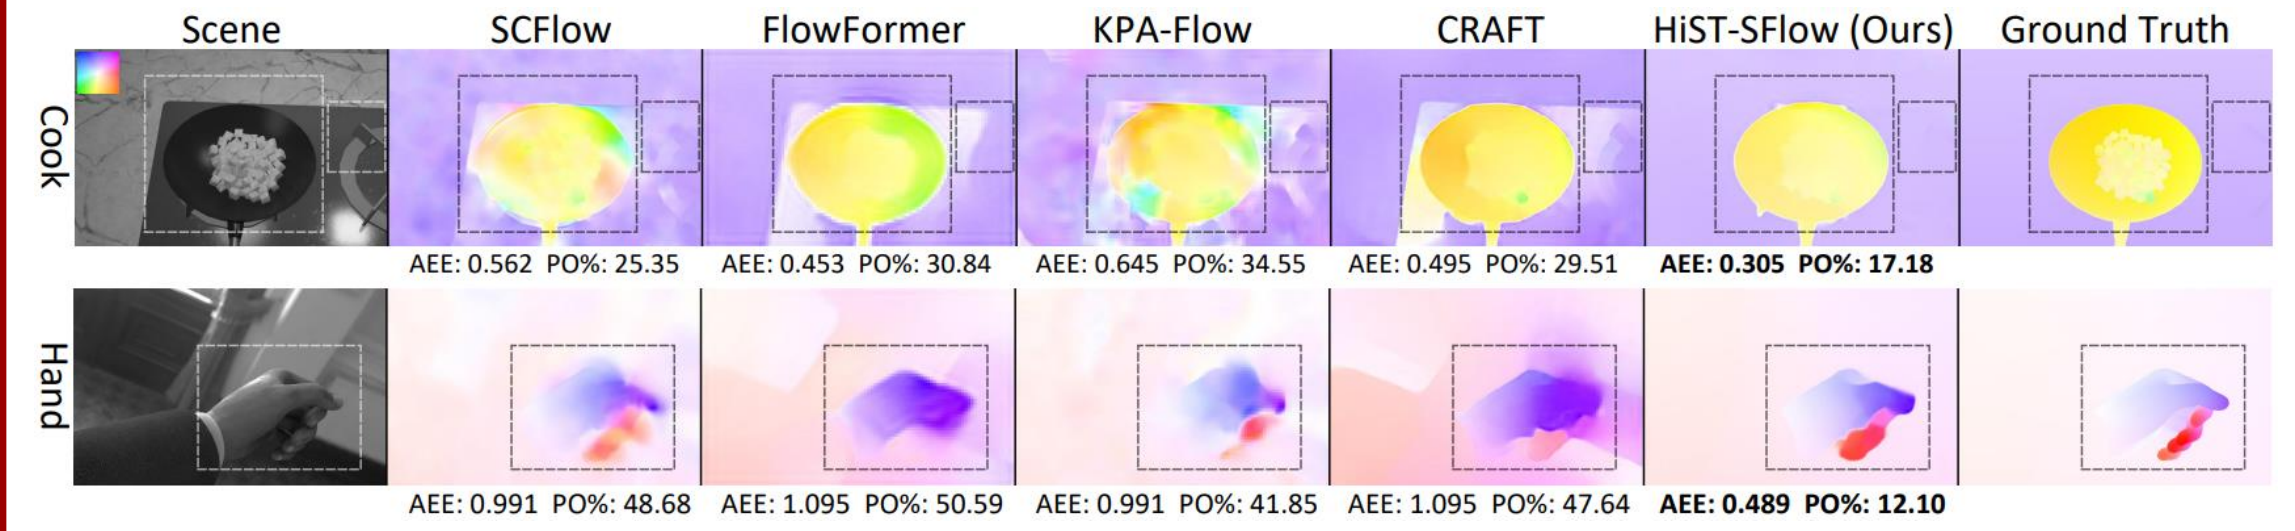 Scene SCFlow FlowFormer KPA-Flow CRAFT HiST-SFlow (Ours) Ground Truth
Cook
AEE: 0.562 PO%: 25.35 AEE: 0.453 PO%: 30.84 AEE: 0.645 PO%: 34.55 AEE: 0.495 PO%: 29.51 AEE: 0.305 PO%: 17.18
Hand
AEE: 0.991 PO%: 48.68 AEE: 1.095 PO%: 50.59 AEE: 0.991 PO%: 41.85 AEE: 1.095 PO%: 47.64 AEE: 0.489 PO%: 12.10